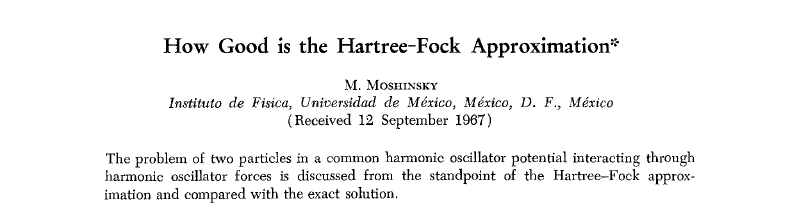 How Good is the Hartree-Fock Approximation*
M. MOSHINSKY
Instituto de Fisica, Universidad de México, México, D. F., México
(Received 12 September 1967)
The problem of two particles in a common harmonic oscillator potential interacting through
harmonic oscillator forces is discussed from the standpoint of the Hartree–Fock approx-
imation and compared with the exact solution.